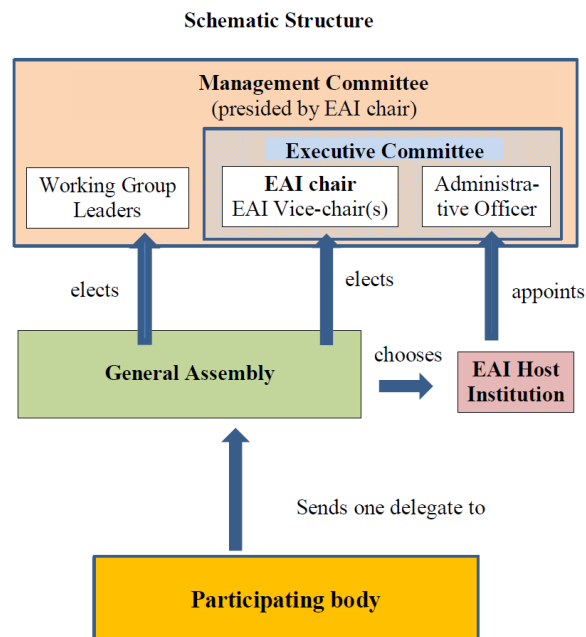 Schematic Structure
Management Committee
(presided by EAI chair)
Executive Committee
Working Group
Leaders
EAI chair
EAI Vice-chair(s)
Administra-
tive Officer
elects
elects
appoints
General Assembly
chooses
EAI Host
Institution
Sends one delegate to
Participating body